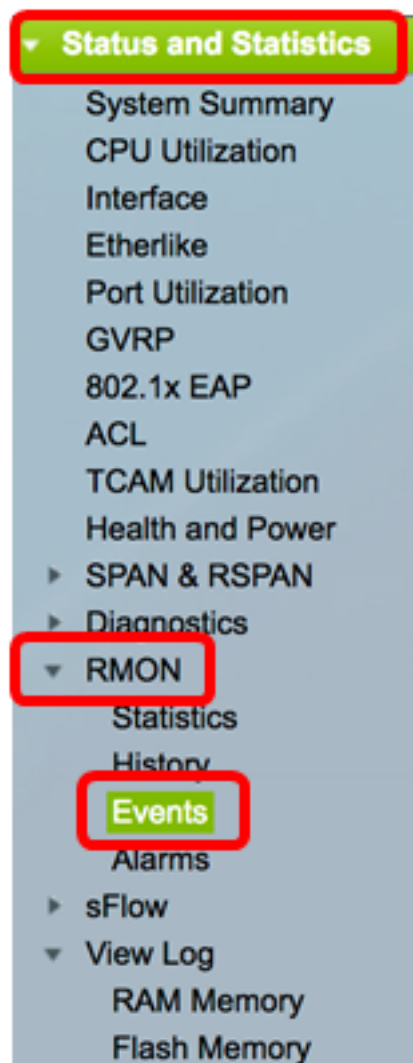 Status and Statistics
System Summary
CPU Utilization
Interface
Etherlike
Port Utilization
GVRP
802.1x EAP
ACL
TCAM Utilization
Health and Power
SPAN & RSPAN
Diagnostics
RMON
Statistics
History
Events
Alarms
sFlow
View Log
RAM Memory
Flash Memory